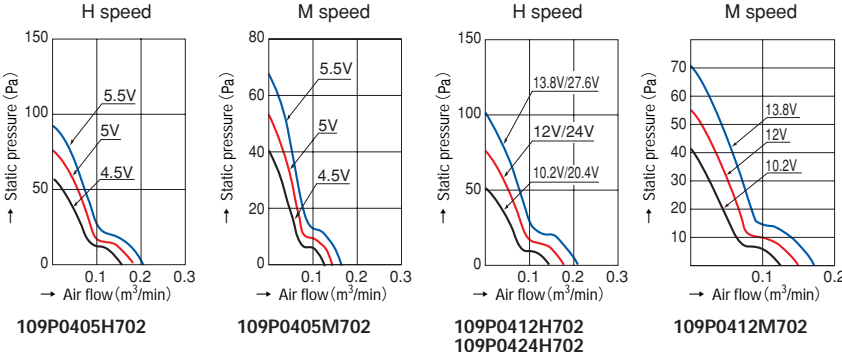 H speed
150
100
50
0
0.1
0.2
0.3
→ Static pressure (Pa)
5.5V
5V
4.5V
→ Air flow (m³/min)
109P0405H702
M speed
80
60
40
20
0
0.1
0.2
0.3
→ Static pressure (Pa)
5.5V
5V
4.5V
→ Air flow (m³/min)
109P0405M702
H speed
150
100
50
0
0.1
0.2
0.3
→ Static pressure (Pa)
13.8V/27.6V
12V/24V
10.2V/20.4V
→ Air flow (m³/min)
109P0412H702
109P0424H702
M speed
70
60
50
40
30
20
10
0.1
0.2
→ Static pressure (Pa)
13.8V
12V
10.2V
→ Air flow (m³/min)
109P0412M702